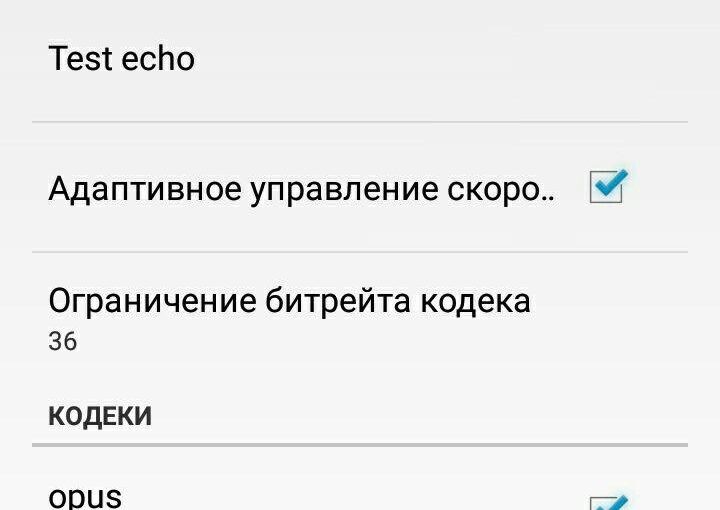 Test echo
Адаптивное управление скоро..
Ограничение битрейта кодека
36
КОДЕКИ
opus